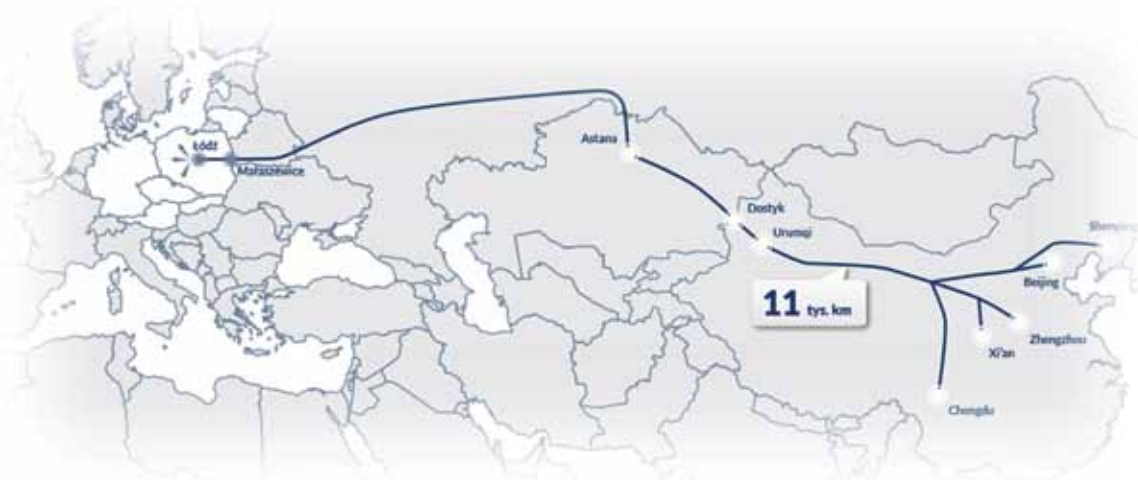 Łódź
Małaszewicze
Astana
Dostyk
Urumqi
11 tys. km
Shenyang
Beijing
Zhengzhou
Xi'an
Chengdu